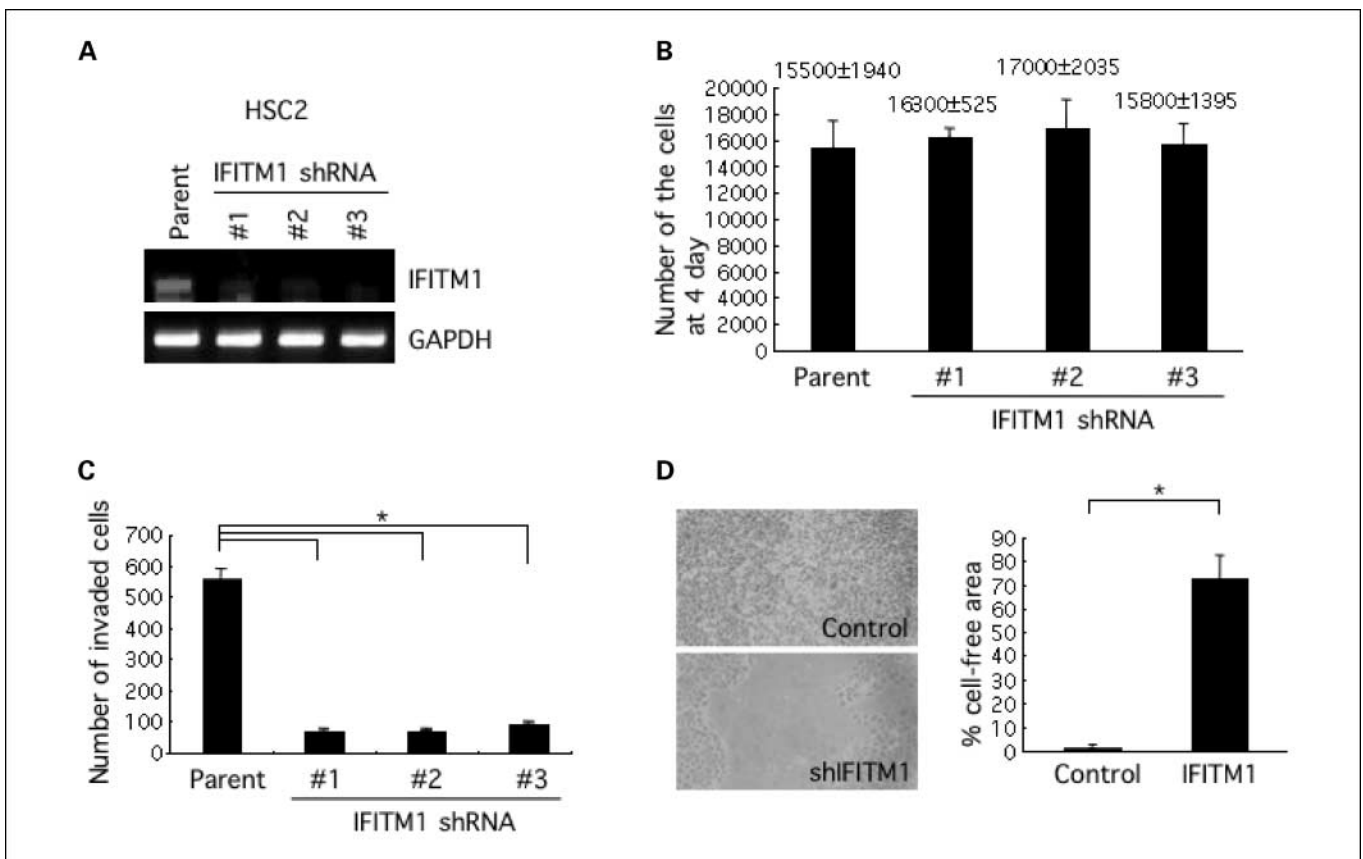 A
HSC2
IFITM1 shRNA
Parent
#1
#2
#3
IFITM1
GAPDH
B
15500±1940
16300±525
17000±2035
15800±1395
Number of the cells
at 4 day
20000
18000
16000
14000
12000
10000
8000
6000
4000
2000
0
Parent
#1
#2
#3
IFITM1 shRNA
C
*
Number of invaded cells
700
600
500
400
300
200
100
0
Parent
#1
#2
#3
IFITM1 shRNA
D
Control
shIFITM1
*
% cell-free area
90
80
70
60
50
40
30
20
10
0
Control
IFITM1